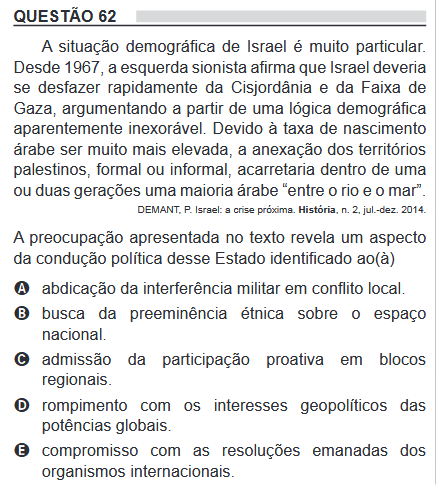 QUESTÃO 62
A situação demográfica de Israel é muito particular.
Desde 1967, a esquerda sionista afirma que Israel deveria
se desfazer rapidamente da Cisjordânia e da Faixa de
Gaza, argumentando a partir de uma lógica demográfica
aparentemente inexorável. Devido à taxa de nascimento
árabe ser muito mais elevada, a anexação dos territórios
palestinos, formal ou informal, acarretaria dentro de uma
ou duas gerações uma maioria árabe “entre o rio e o mar”.
DEMANT, P. Israel: a crise próxima. História, n. 2, jul.-dez. 2014.
A preocupação apresentada no texto revela um aspecto
da condução política desse Estado identificado ao(à)
A abdicação da interferência militar em conflito local.
B busca da preeminência étnica sobre o espaço
nacional.
C admissão da participação proativa em blocos
regionais.
D rompimento com os interesses geopolíticos das
potências globais.
E compromisso com as resoluções emanadas dos
organismos internacionais.